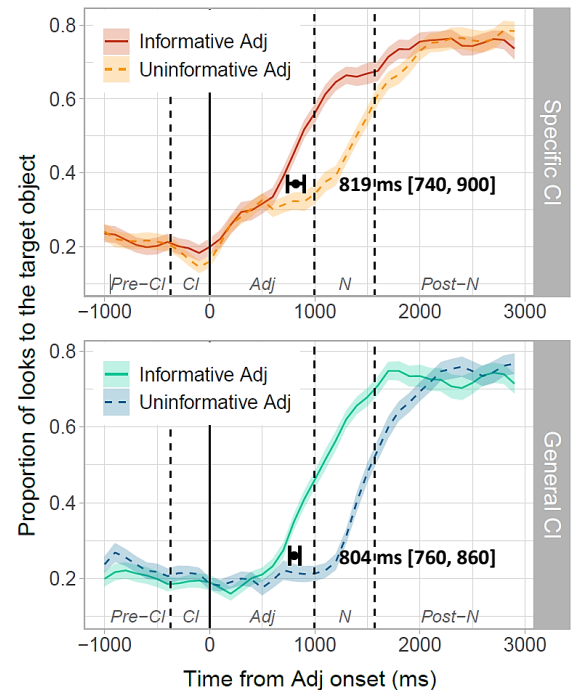 Proportion of looks to the target object
0.8
0.6
0.4
0.2
Informative Adj
Uninformative Adj
819 ms [740, 900]
Pre−CI CI Adj N Post−N
−1000 0 1000 2000 3000
Specific CI
0.8
0.6
0.4
0.2
Informative Adj
Uninformative Adj
804 ms [760, 860]
Pre−CI CI Adj N Post−N
−1000 0 1000 2000 3000
General CI
Time from Adj onset (ms)